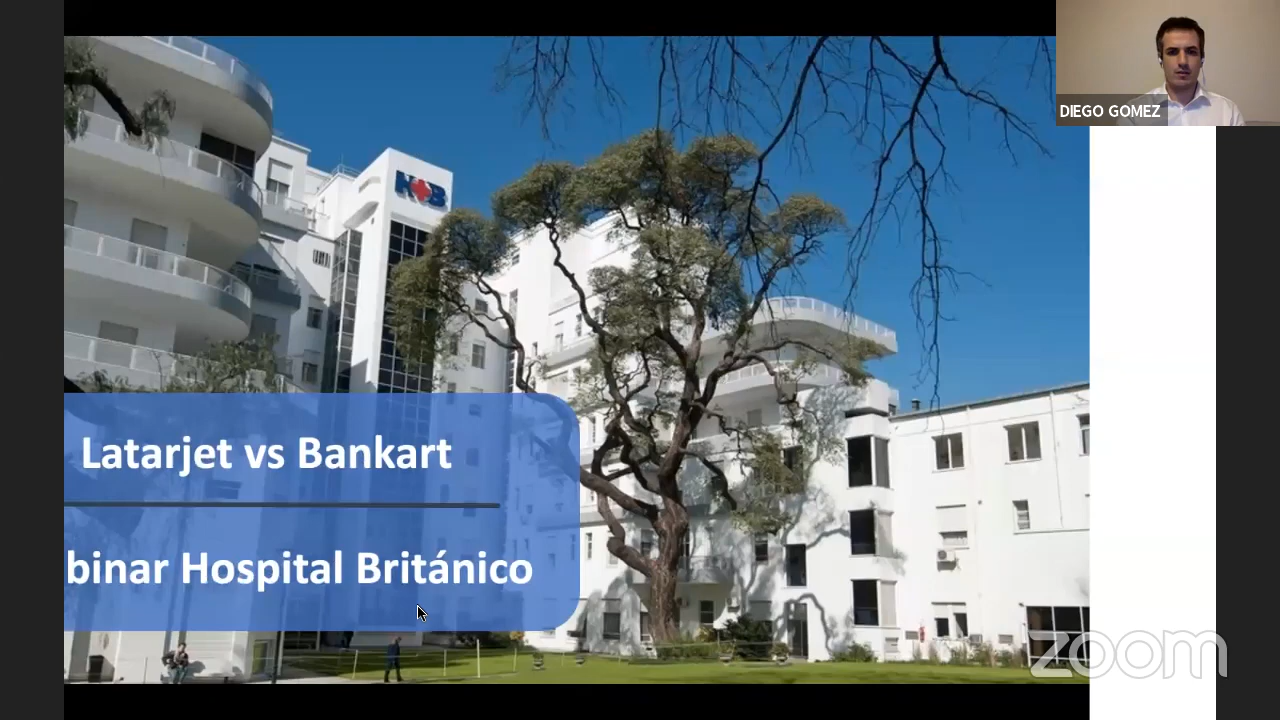 DIEGO GOMEZ
H B
Latarjet vs Bankart
binar Hospital Británico
zoom